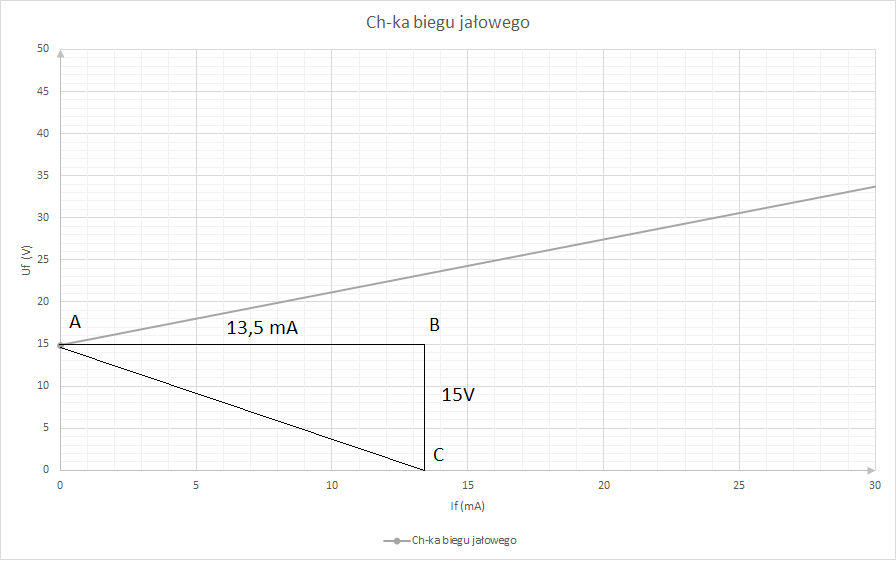 Ch-ka biegu jałowego
50
45
40
35
30
25
20
15
10
5
0
Uf (V)
A
13,5 mA
B
15V
C
0 5 10 15 20 25 30
If (mA)
Ch-ka biegu jałowego